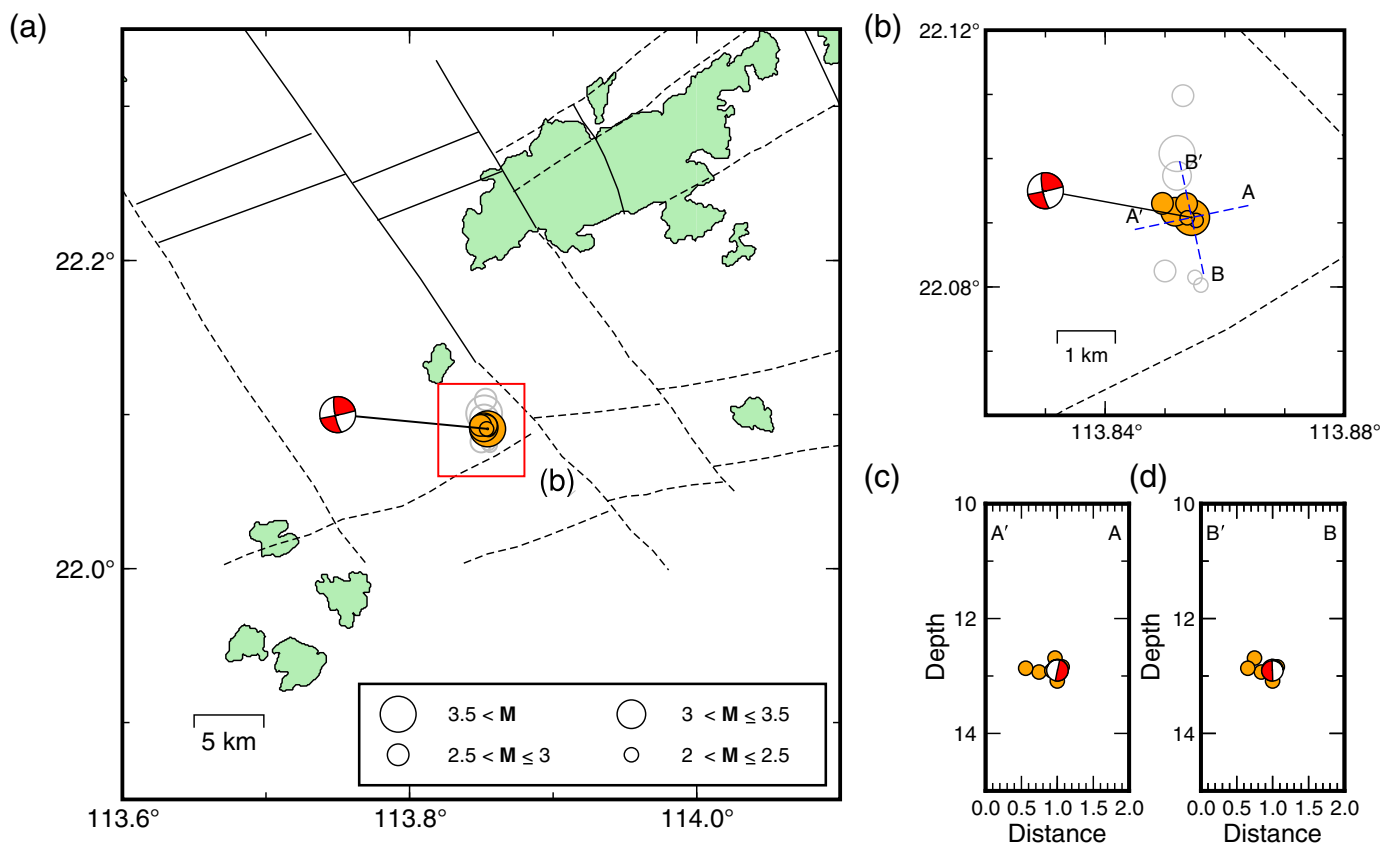 (a)
22.2°
22.0°
113.6°
113.8°
114.0°
(b)
5 km
3.5 < M
3 < M ≤ 3.5
2.5 < M ≤ 3
2 < M ≤ 2.5
(b)
22.12°
22.08°
113.84°
113.88°
B′
A
A′
B
1 km
(c)
10
12
14
Depth
A′
A
0.0 0.5 1.0 1.5 2.0
Distance
(d)
10
12
14
Depth
B′
B
0.0 0.5 1.0 1.5 2.0
Distance